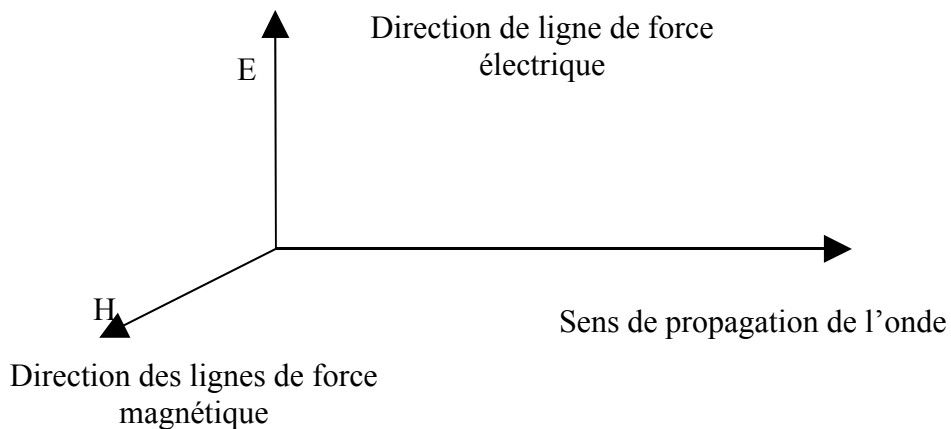 Direction de ligne de force
électrique
E
H
Sens de propagation de l’onde
Direction des lignes de force
magnétique